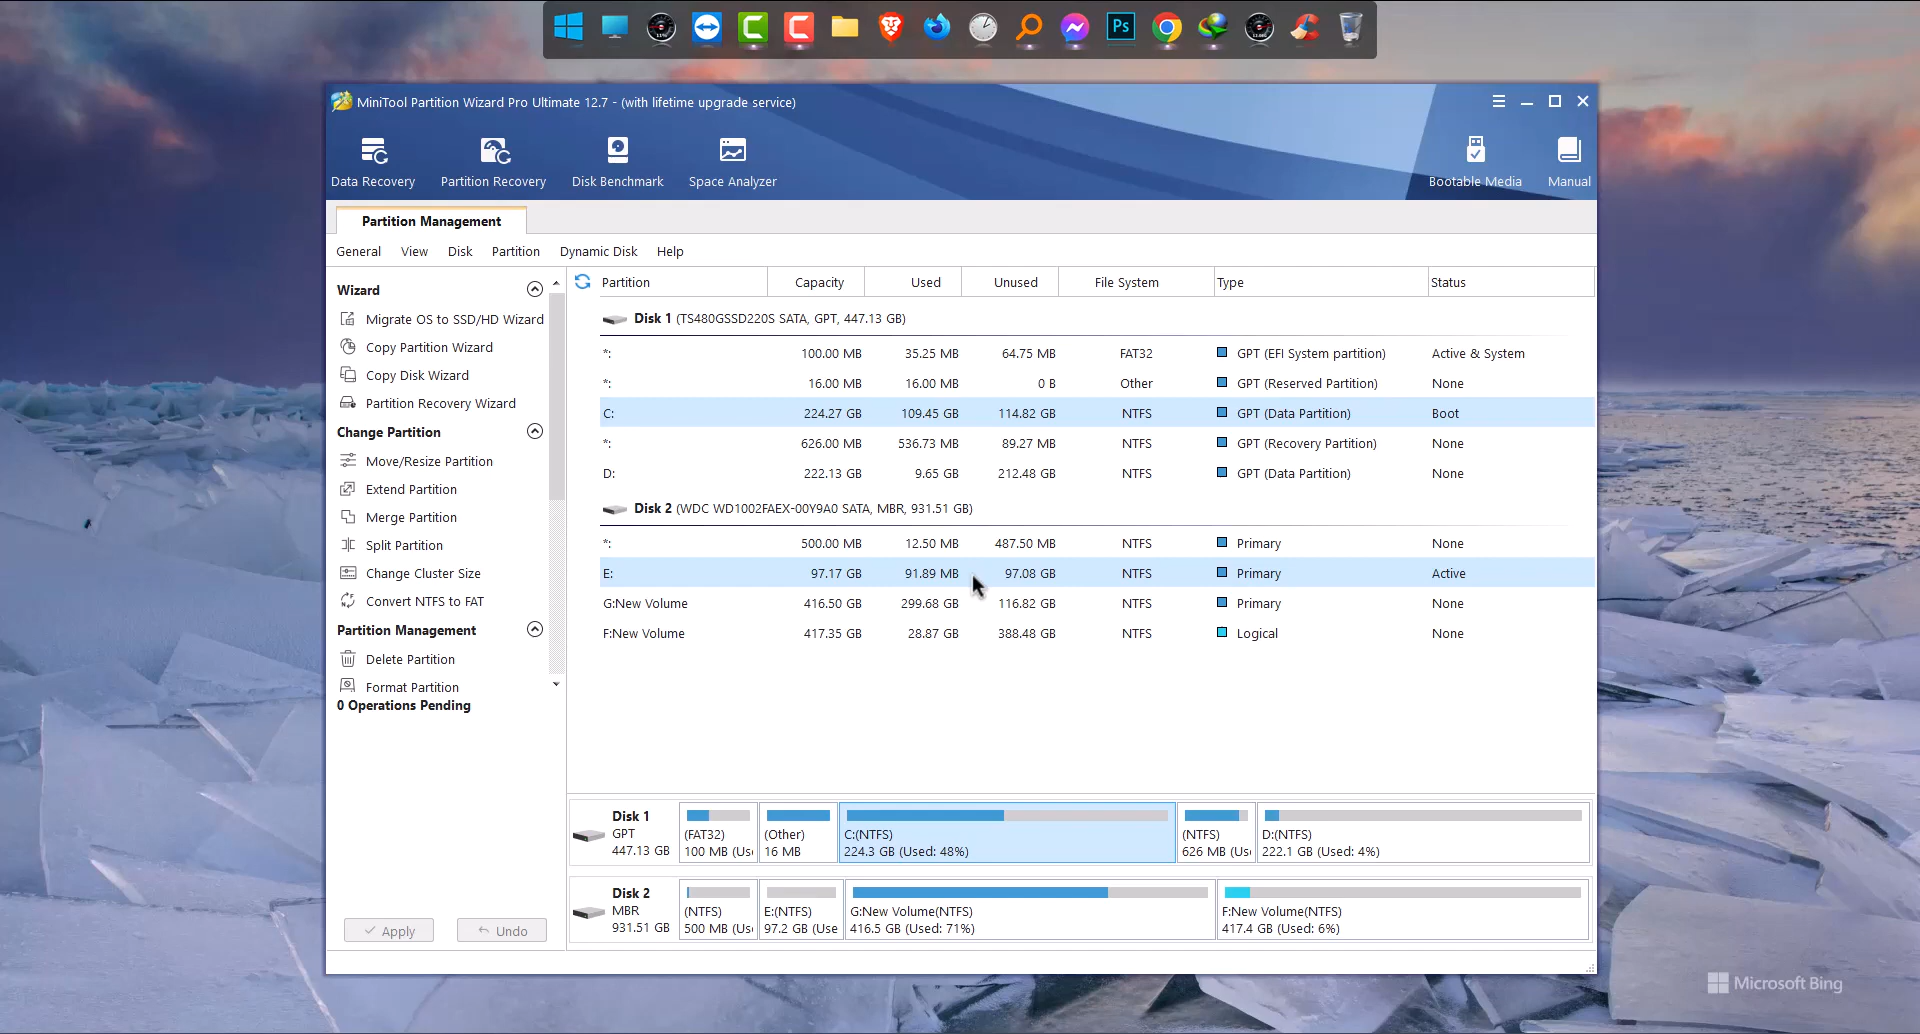 Ps
MiniTool Partition Wizard Pro Ultimate 12.7 - (with lifetime upgrade service)
Data Recovery Partition Recovery Disk Benchmark Space Analyzer Bootable Media Manual
Partition Management
General View Disk Partition Dynamic Disk Help
Wizard
Migrate OS to SSD/HD Wizard
Copy Partition Wizard
Copy Disk Wizard
Partition Recovery Wizard
Change Partition
Move/Resize Partition
Extend Partition
Merge Partition
Split Partition
Change Cluster Size
Convert NTFS to FAT
Partition Management
Delete Partition
Format Partition
0 Operations Pending
Apply Undo
Partition Capacity Used Unused File System Type Status
Disk 1 (TS480GSSD220S SATA, GPT, 447.13 GB)
*: 100.00 MB 35.25 MB 64.75 MB FAT32 GPT (EFI System partition) Active & System
*: 16.00 MB 16.00 MB 0 B Other GPT (Reserved Partition) None
C: 224.27 GB 109.45 GB 114.82 GB NTFS GPT (Data Partition) Boot
*: 626.00 MB 536.73 MB 89.27 MB NTFS GPT (Recovery Partition) None
D: 222.13 GB 9.65 GB 212.48 GB NTFS GPT (Data Partition) None
Disk 2 (WDC WD1002FAEX-00Y9A0 SATA, MBR, 931.51 GB)
*: 500.00 MB 12.50 MB 487.50 MB NTFS Primary None
E: 97.17 GB 91.89 MB 97.08 GB NTFS Primary Active
G:New Volume 416.50 GB 299.68 GB 116.82 GB NTFS Primary None
F:New Volume 417.35 GB 28.87 GB 388.48 GB NTFS Logical None
Disk 1
GPT
447.13 GB
(FAT32)
100 MB (Us
(Other)
16 MB
C:(NTFS)
224.3 GB (Used: 48%)
(NTFS)
626 MB (Us
D:(NTFS)
222.1 GB (Used: 4%)
Disk 2
MBR
931.51 GB
(NTFS)
500 MB (Us
E:(NTFS)
97.2 GB (Use
G:New Volume(NTFS)
416.5 GB (Used: 71%)
F:New Volume(NTFS)
417.4 GB (Used: 6%)
Microsoft Bing